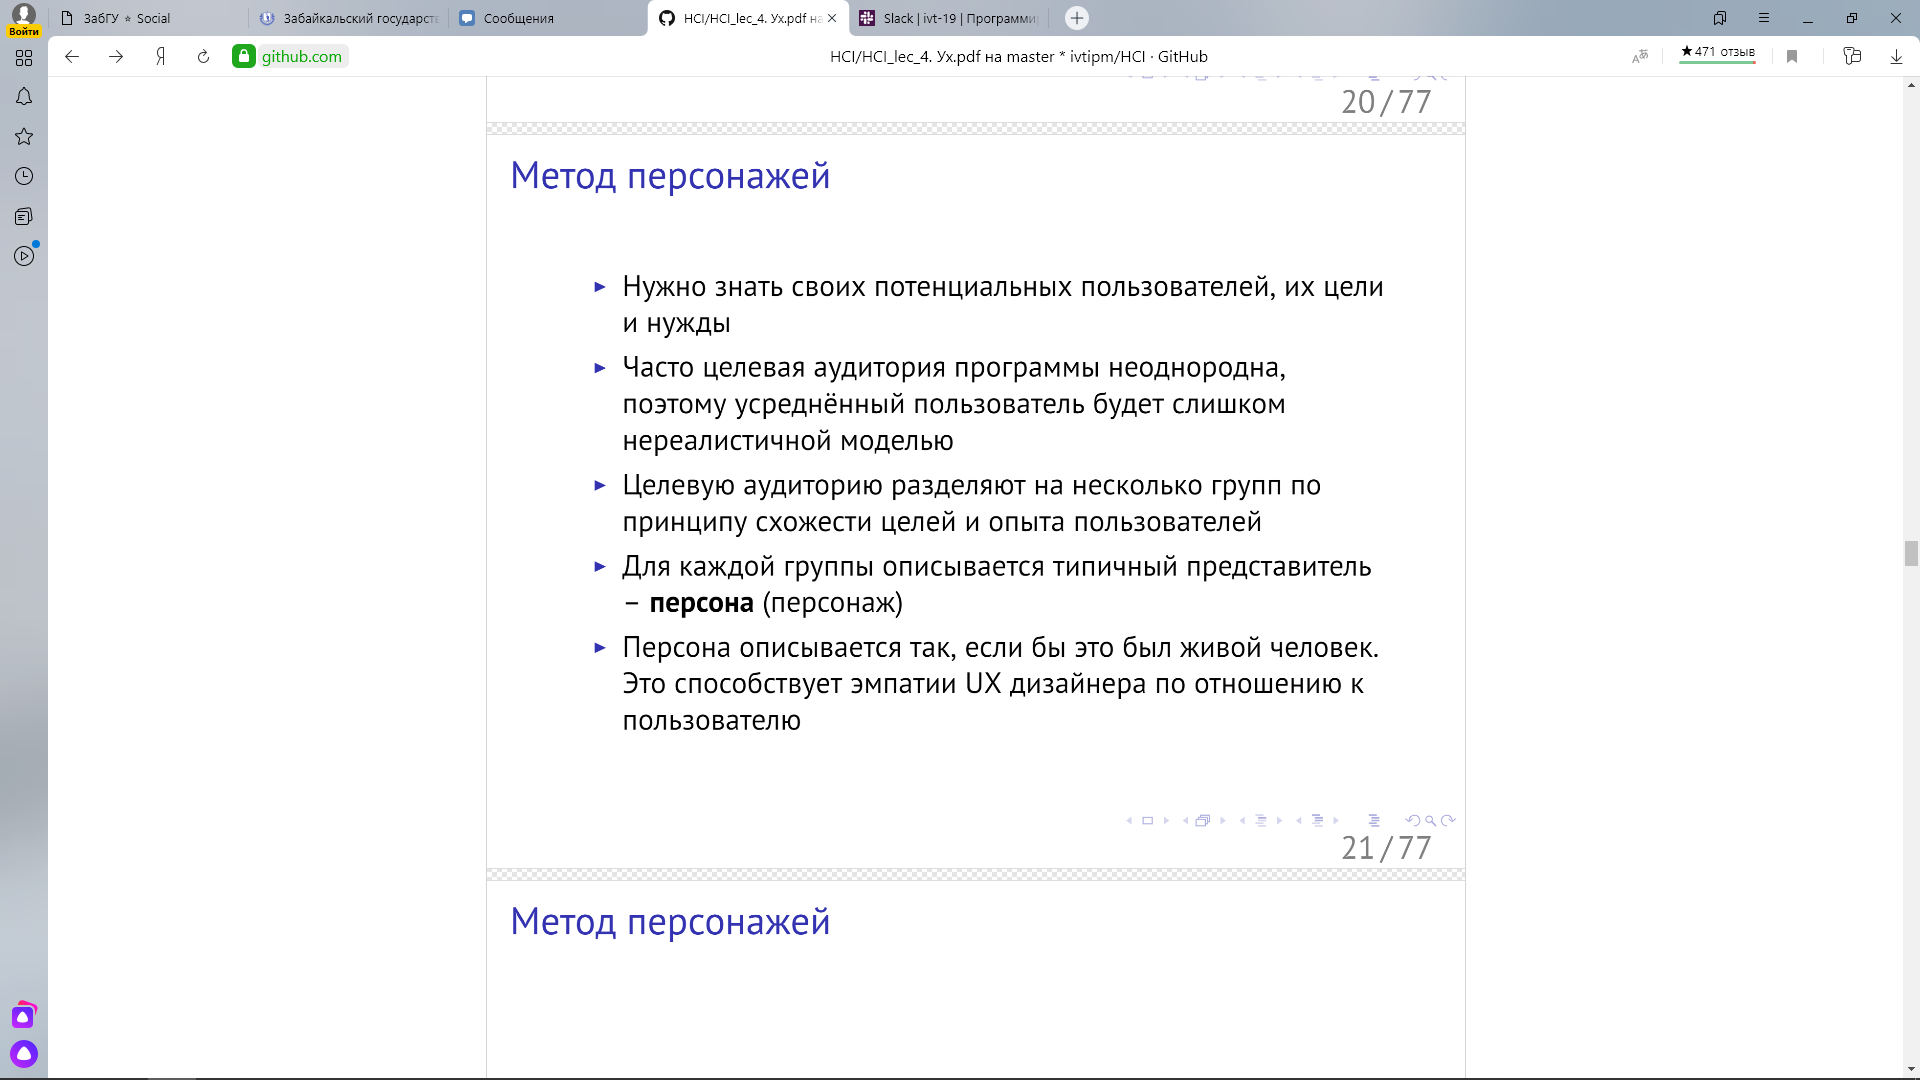 Войти
ЗабГУ ⭐ Social
Забайкальский государств
Сообщения
HCI/HCI_lec_4. Ух.pdf на
Slack | ivt-19 | Программи
github.com
HCI/HCI_lec_4. Ух.pdf на master * ivtipm/HCI · GitHub
★471 отзыв
20/77
Метод персонажей
Нужно знать своих потенциальных пользователей, их цели
и нужды
Часто целевая аудитория программы неоднородна,
поэтому усреднённый пользователь будет слишком
нереалистичной моделью
Целевую аудиторию разделяют на несколько групп по
принципу схожести целей и опыта пользователей
Для каждой группы описывается типичный представитель
– персона (персонаж)
Персона описывается так, если бы это был живой человек.
Это способствует эмпатии UX дизайнера по отношению к
пользователю
21/77
Метод персонажей